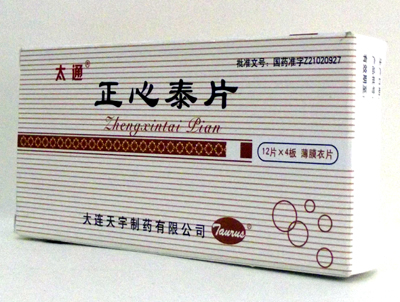 太通®
批准文号：国药准字Z21020927
正心泰片
Zhengxintai Pian
12片×4板 薄膜衣片
大连天宇制药有限公司
Taurus®